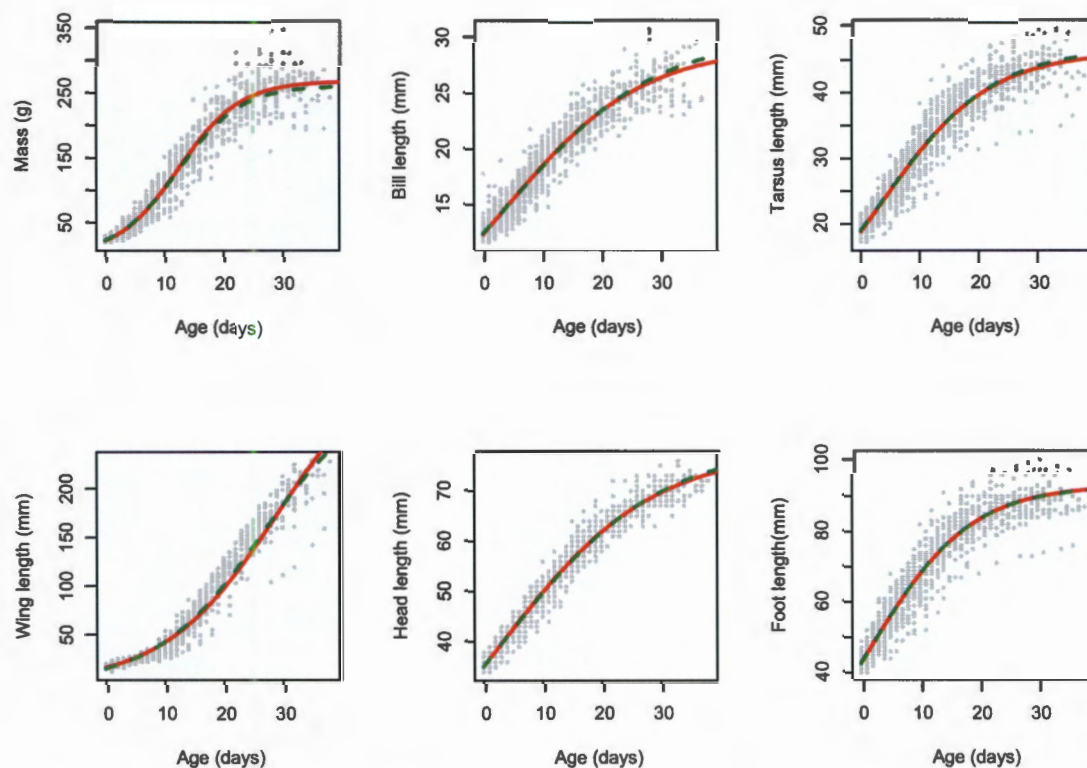 Mass (g)
350
250
150
50
0 10 20 30
Age (days)
Bill length (mm)
30
25
20
15
0 10 20 30
Age (days)
Tarsus length (mm)
50
40
30
20
0 10 20 30
Age (days)
Wing length (mm)
200
150
100
50
0 10 20 30
Age (days)
Head length (mm)
70
60
50
40
0 10 20 30
Age (days)
Foot length(mm)
100
80
60
40
0 10 20 30
Age (days)